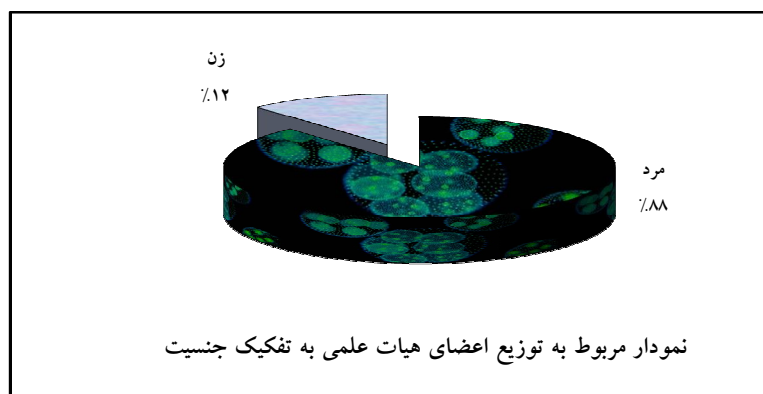 زن
٪۱۲
مرد
٪۸۸
نمودار مربوط به توزیع اعضای هیات علمی به تفکیک جنسیت